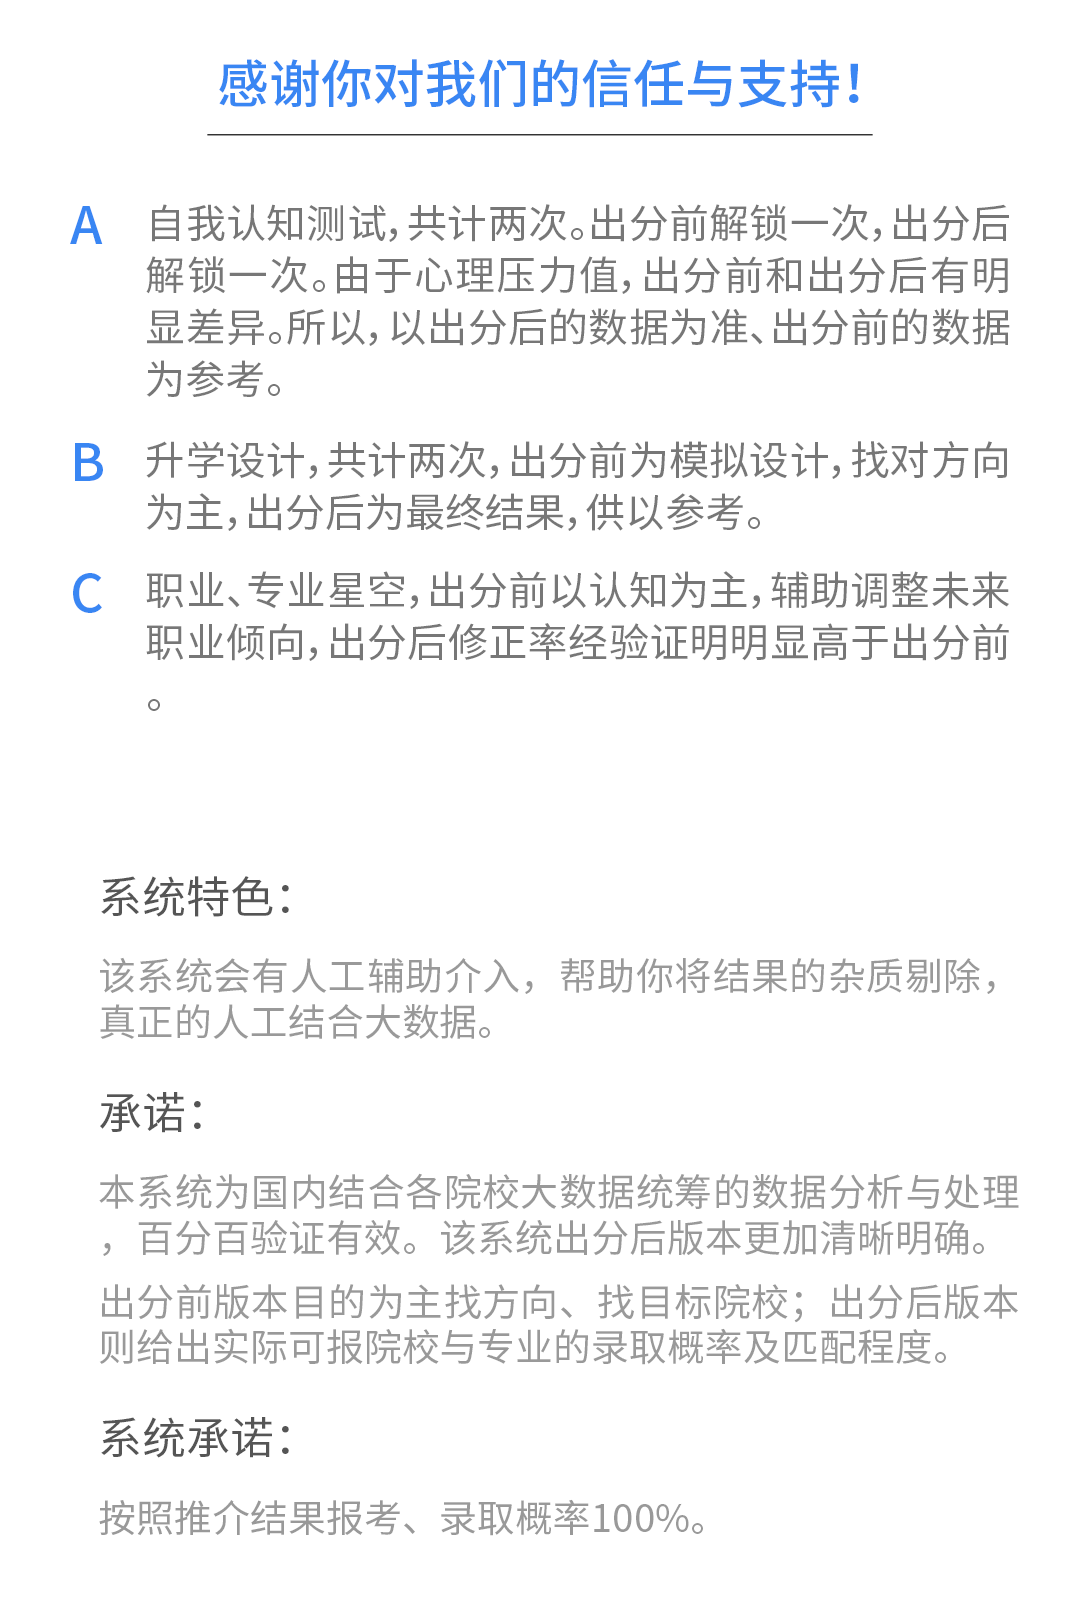 感谢你对我们的信任与支持！
A 自我认知测试，共计两次。出分前解锁一次，出分后
解锁一次。由于心理压力值，出分前和出分后有明
显差异。所以，以出分后的数据为准、出分前的数据
为参考。
B 升学设计，共计两次，出分前为模拟设计，找对方向
为主，出分后为最终结果，供以参考。
C 职业、专业星空，出分前以认知为主，辅助调整未来
职业倾向，出分后修正率经验证明明显高于出分前
。
系统特色：
该系统会有人工辅助介入，帮助你将结果的杂质剔除，
真正的人工结合大数据。
承诺：
本系统为国内结合各院校大数据统筹的数据分析与处理
，百分百验证有效。该系统出分后版本更加清晰明确。
出分前版本目的为主找方向、找目标院校；出分后版本
则给出实际可报院校与专业的录取概率及匹配程度。
系统承诺：
按照推介结果报考、录取概率100%。